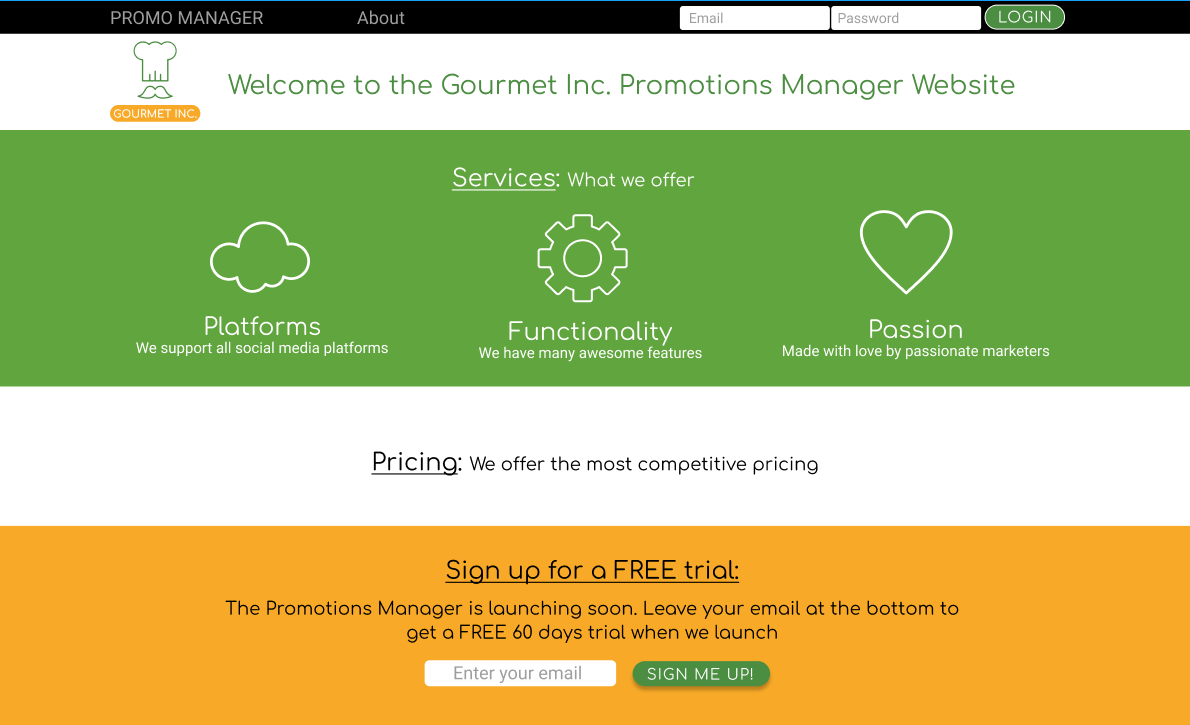 PROMO MANAGER About Email Password LOGIN
Welcome to the Gourmet Inc. Promotions Manager Website
GOURMET INC.
Services: What we offer
Platforms
We support all social media platforms
Functionality
We have many awesome features
Passion
Made with love by passionate marketers
Pricing: We offer the most competitive pricing
Sign up for a FREE trial:
The Promotions Manager is launching soon. Leave your email at the bottom to
get a FREE 60 days trial when we launch
Enter your email SIGN ME UP!